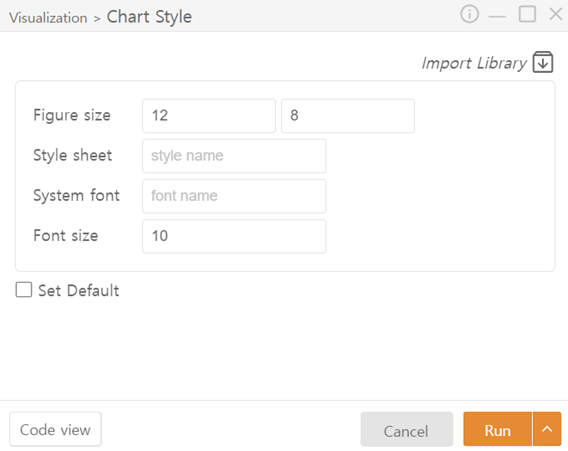 Visualization > Chart Style
Import Library
Figure size 12 8
Style sheet style name
System font font name
Font size 10
Set Default
Code view Cancel Run